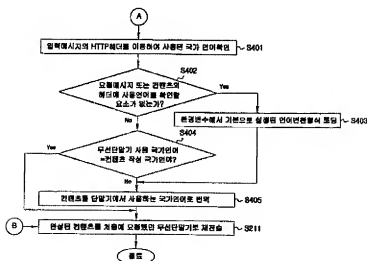 A
입력메시지의 HTTP헤더를 이용하여 사용된 국가 언어확인
S401
S402
요청메시지 또는 컨텐츠의
헤더에 사용언어를 확인할
요소가 없는가?
Yes
No
환경변수에서 기본으로 설정된 언어변환형식 로딩
S403
S404
무선단말기 사용 국가언어
=컨텐츠 작성 국가언어?
Yes
No
컨텐츠를 단말기에서 사용하는 국가언어로 번역
S405
B
완성된 컨텐츠를 처음에 요청했던 무선단말기로 재전송
S211
종료